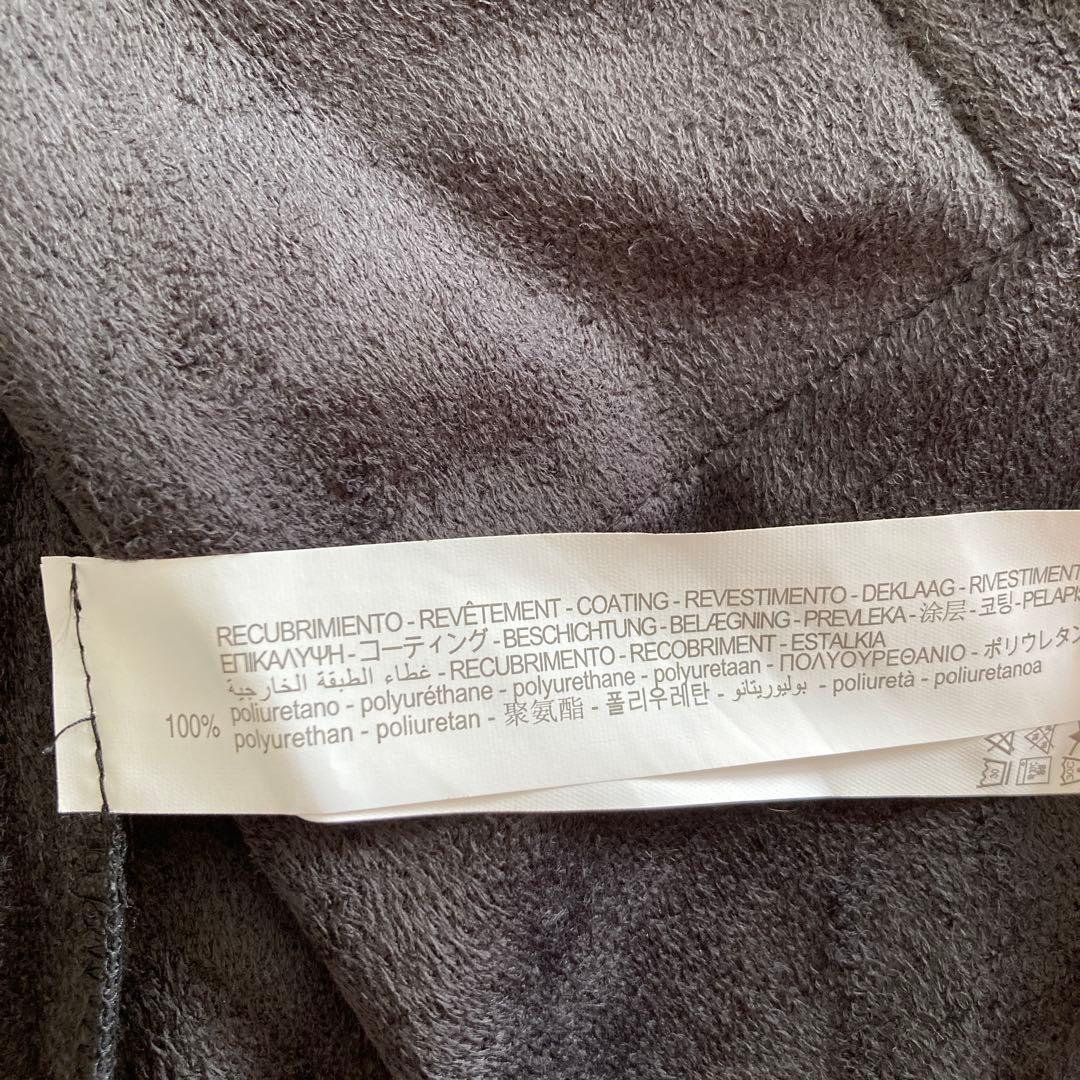 RECUBRIMIENTO - REVÊTEMENT - COATING - REVESTIMENTO - DEKLAAG - RIVESTIMENT
ΕΠΙΚΑΛΥΨΗ - コーティング - BESCHICHTUNG - BELÆGNING - PREVLEKA - 涂层 - 코팅 - PELAPIS
غطاء الطبقة الخارجية - RECUBRIMENTO - RECOBRIMENT - ESTALKIA
100% poliuretano - polyuréthane - polyurethane - polyuretaan - ΠΟΛΥΟΥΡΕΘΑΝΙΟ - ポリウレタン
polyurethan - poliuretan - 聚氨酯 - 폴리우레탄 - بوليوريتانو - poliuretà - poliuretanoa